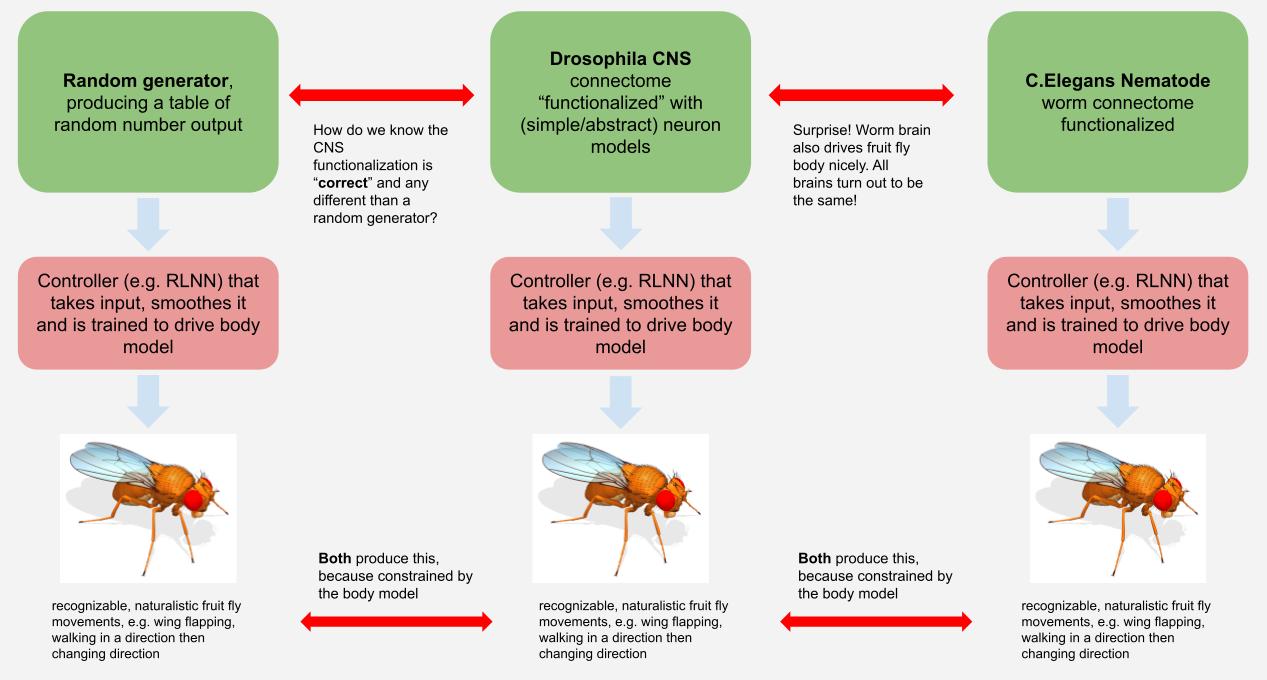 Random generator,
producing a table of
random number output
How do we know the
CNS
functionalization is
“correct” and any
different than a
random generator?
Drosophila CNS
connectome
“functionalized” with
(simple/abstract) neuron
models
Surprise! Worm brain
also drives fruit fly
body nicely. All
brains turn out to be
the same!
C.Elegans Nematode
worm connectome
functionalized
Controller (e.g. RLNN) that
takes input, smoothes it
and is trained to drive body
model
Controller (e.g. RLNN) that
takes input, smoothes it
and is trained to drive body
model
Controller (e.g. RLNN) that
takes input, smoothes it
and is trained to drive body
model
recognizable, naturalistic fruit fly
movements, e.g. wing flapping,
walking in a direction then
changing direction
Both produce this,
because constrained by
the body model
recognizable, naturalistic fruit fly
movements, e.g. wing flapping,
walking in a direction then
changing direction
Both produce this,
because constrained by
the body model
recognizable, naturalistic fruit fly
movements, e.g. wing flapping,
walking in a direction then
changing direction